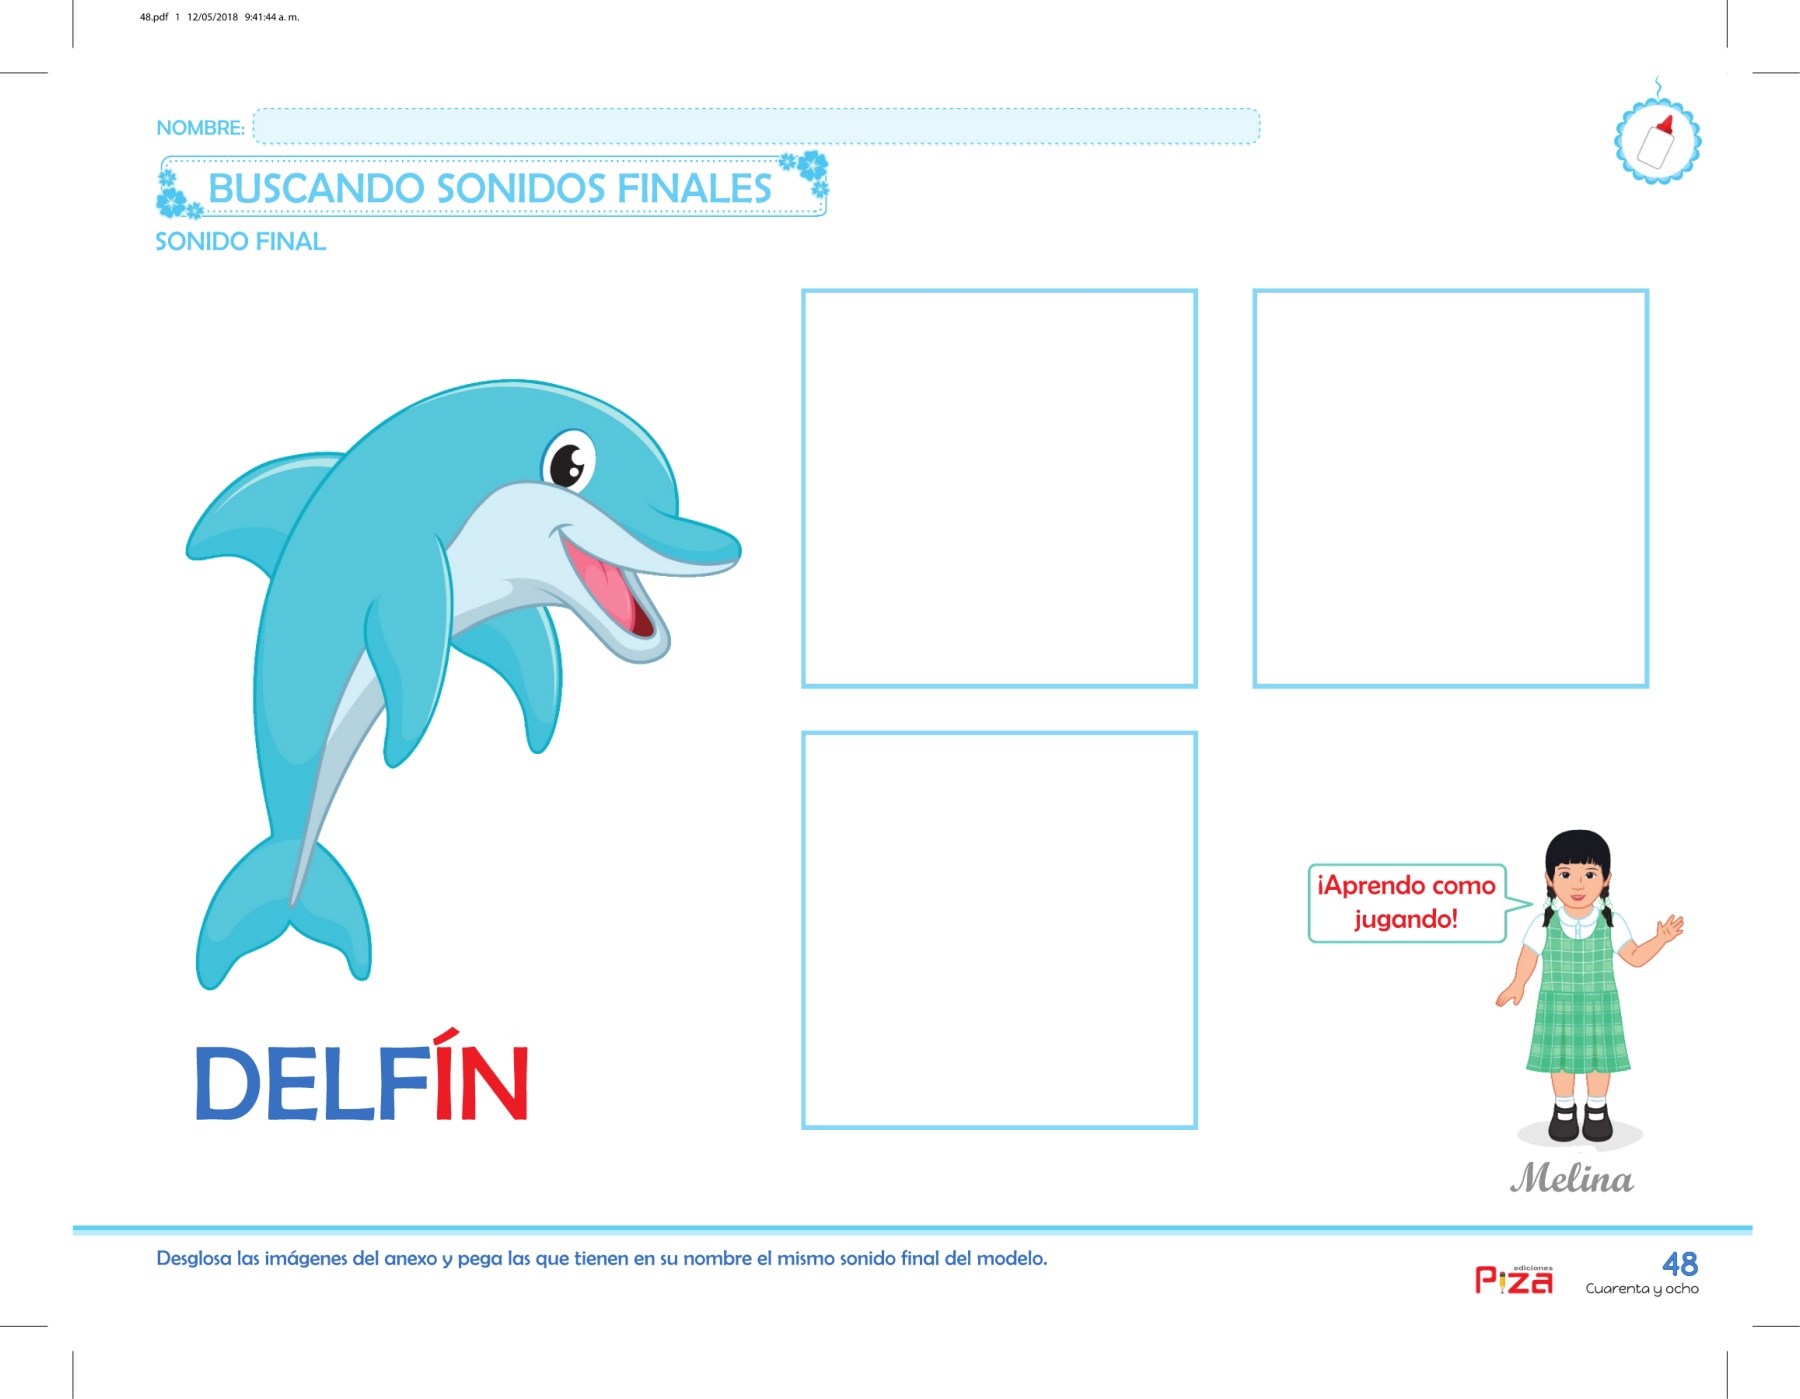 48.pdf 1 12/05/2018 9:41:44 a. m.
NOMBRE:
BUSCANDO SONIDOS FINALES
SONIDO FINAL
¡Aprendo como
jugando!
DELFÍN
Melina
Desglosa las imágenes del anexo y pega las que tienen en su nombre el mismo sonido final del modelo.
ediciones
Piza
48
Cuarenta y ocho